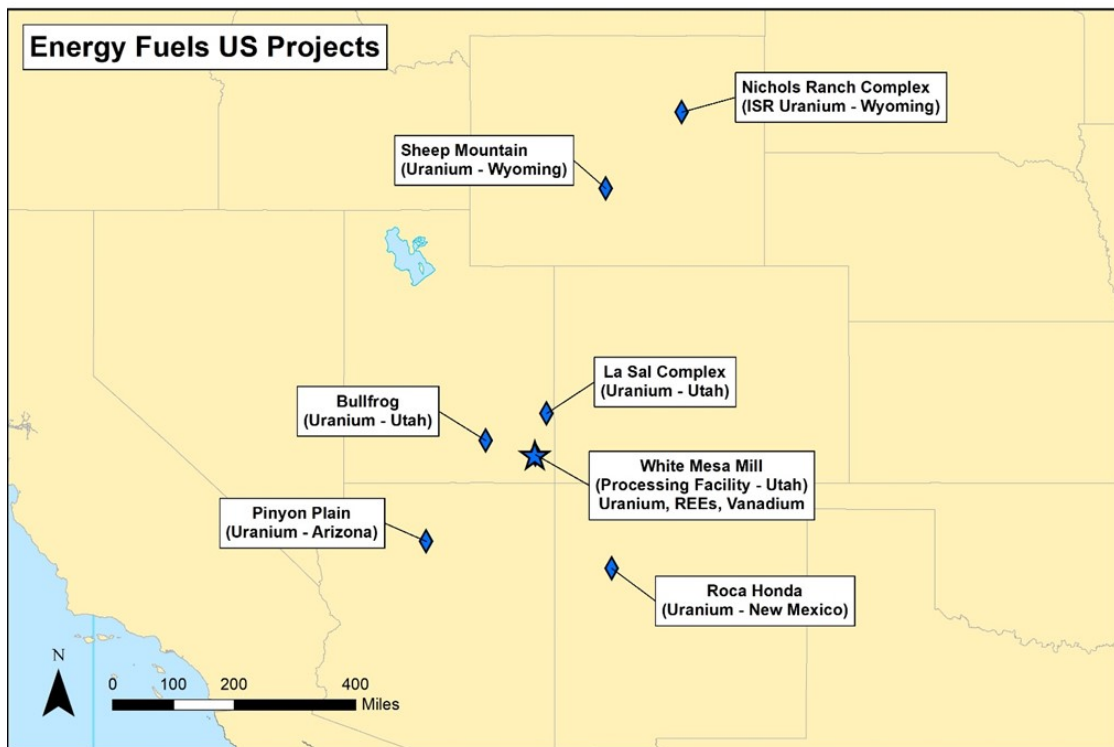 Energy Fuels US Projects
Nichols Ranch Complex
(ISR Uranium - Wyoming)
Sheep Mountain
(Uranium - Wyoming)
La Sal Complex
(Uranium - Utah)
Bullfrog
(Uranium - Utah)
White Mesa Mill
(Processing Facility - Utah)
Uranium, REEs, Vanadium
Pinyon Plain
(Uranium - Arizona)
Roca Honda
(Uranium - New Mexico)
N
0 100 200 400
Miles